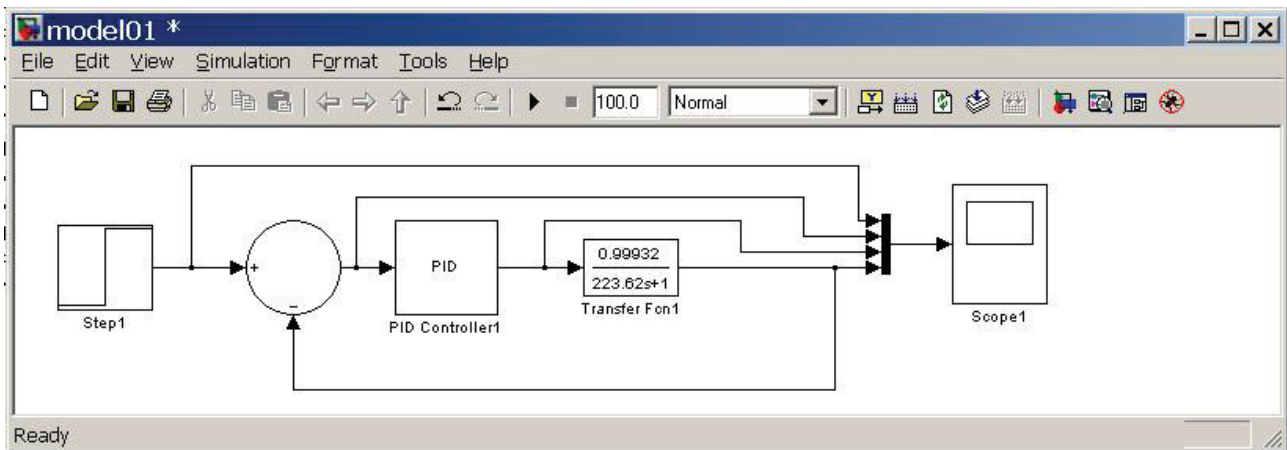 model01 *
File Edit View Simulation Format Tools Help
100.0 Normal
Step1
+
−
PID
PID Controller1
0.99932
223.62s+1
Transfer Fcn1
Scope1
Ready